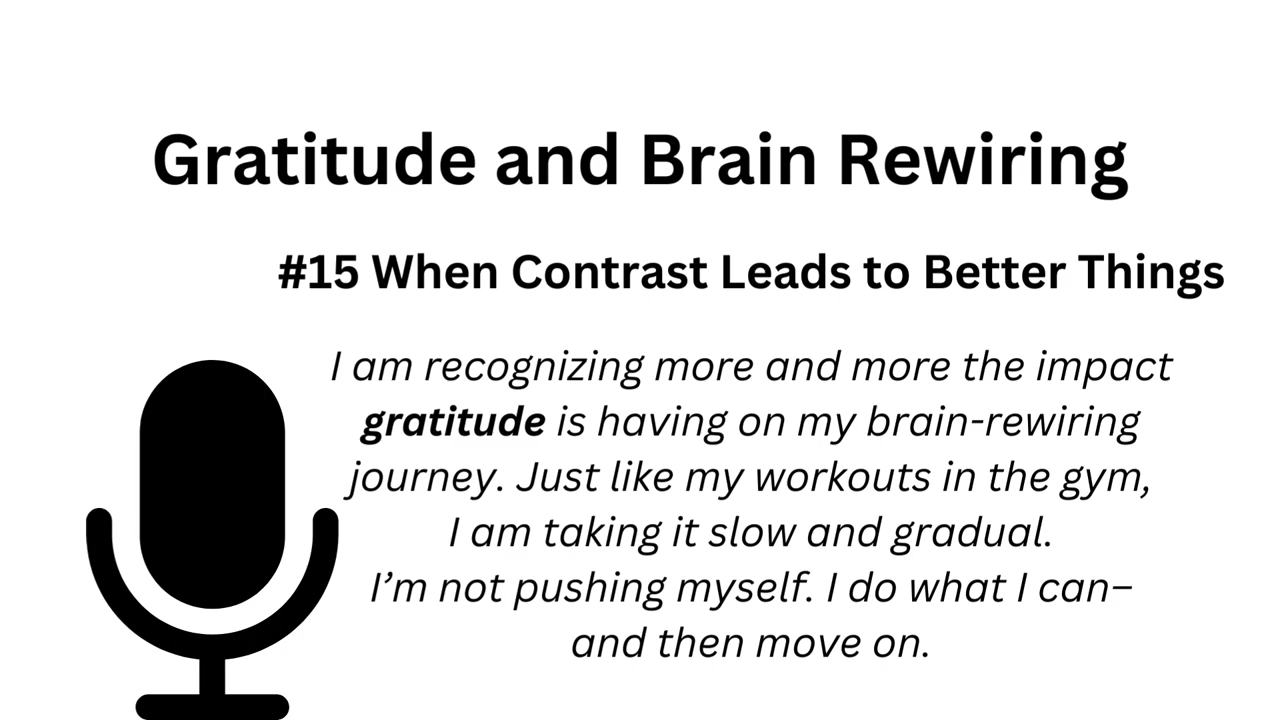 Gratitude and Brain Rewiring
#15 When Contrast Leads to Better Things
I am recognizing more and more the impact
gratitude is having on my brain-rewiring
journey. Just like my workouts in the gym,
I am taking it slow and gradual.
I’m not pushing myself. I do what I can–
and then move on.